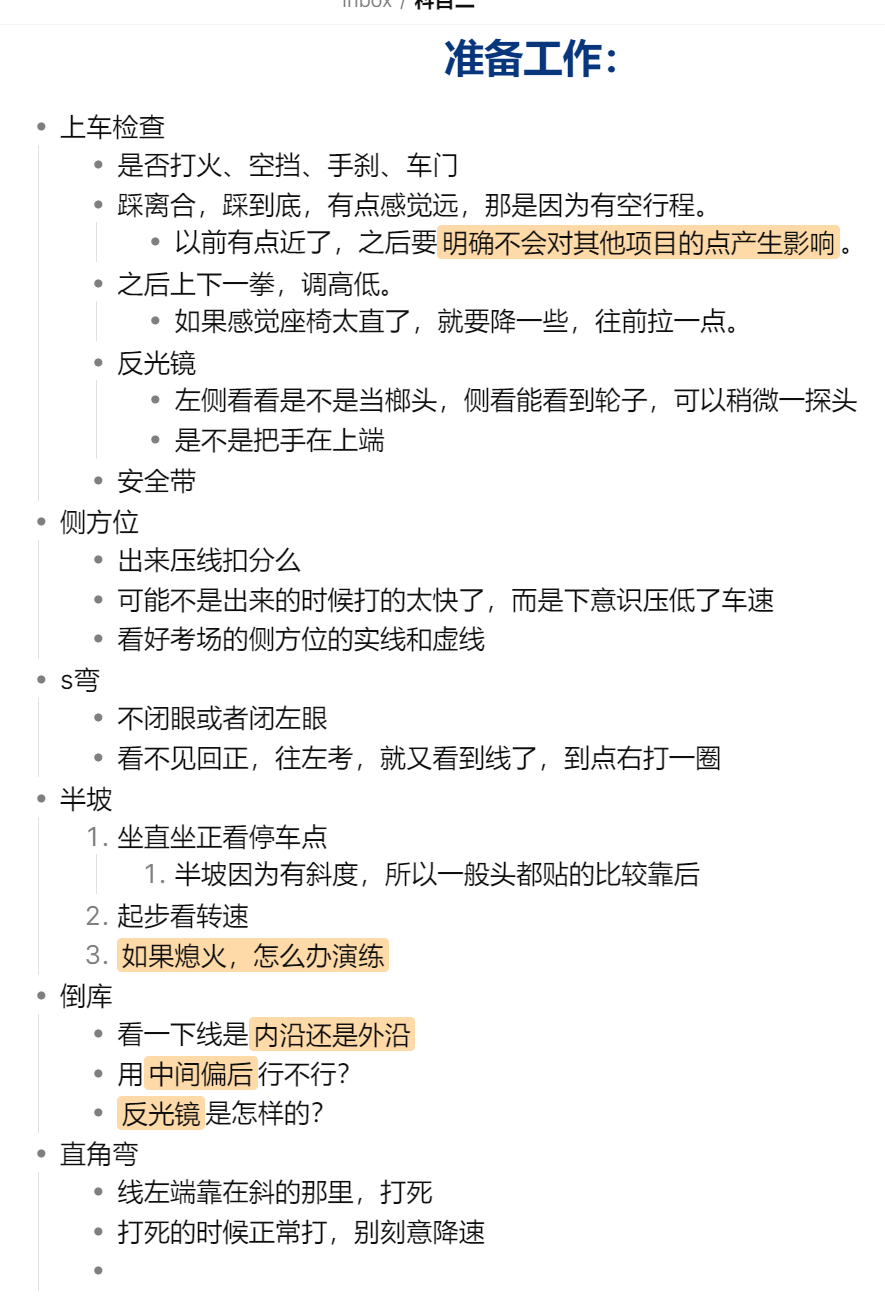 Inbox / 科目二
准备工作：
上车检查
是否打火、空挡、手刹、车门
踩离合，踩到底，有点感觉远，那是因为有空行程。
以前有点近了，之后要明确不会对其他项目的点产生影响。
之后上下一拳，调高低。
如果感觉座椅太直了，就要降一些，往前拉一点。
反光镜
左侧看看是不是当榔头，侧看能看到轮子，可以稍微一探头
是不是把手在上端
安全带
侧方位
出来压线扣分么
可能不是出来的时候打的太快了，而是下意识压低了车速
看好考场的侧方位的实线和虚线
s弯
不闭眼或者闭左眼
看不见回正，往左考，就又看到线了，到点右打一圈
半坡
1. 坐直坐正看停车点
1. 半坡因为有斜度，所以一般头都贴的比较靠后
2. 起步看转速
3. 如果熄火，怎么办演练
倒库
看一下线是内沿还是外沿
用中间偏后行不行？
反光镜是怎样的？
直角弯
线左端靠在斜的那里，打死
打死的时候正常打，别刻意降速